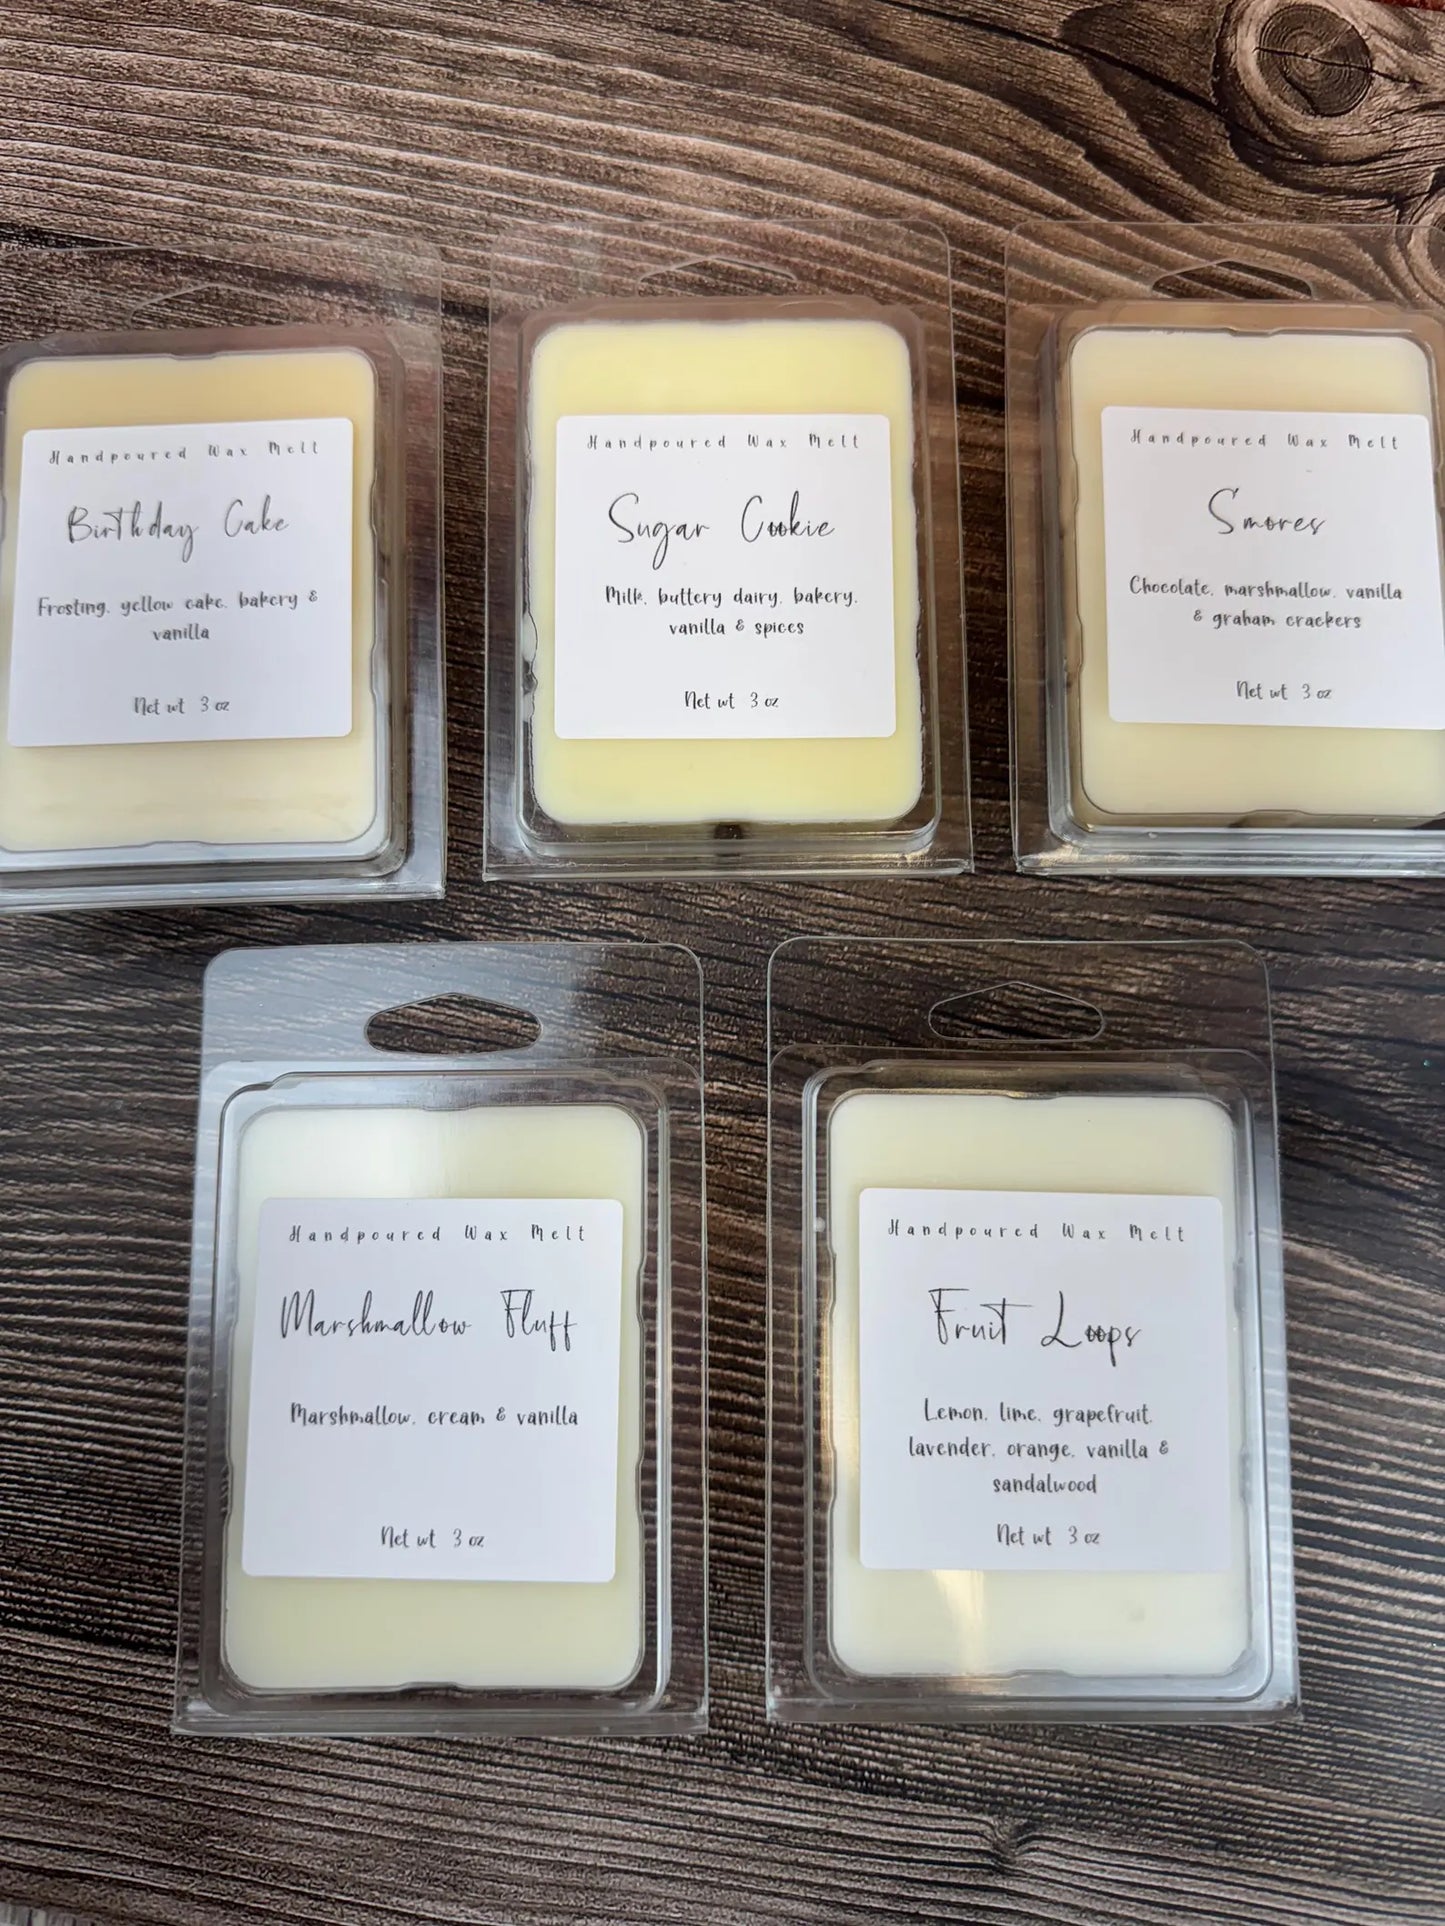 Handpoured Wax Melt
Birthday Cake
Frosting, yellow cake, bakery &
vanilla
Net wt 3 oz
Handpoured Wax Melt
Sugar Cookie
Milk, buttery dairy, bakery,
vanilla & spices
Net wt 3 oz
Handpoured Wax Melt
Smores
Chocolate, marshmallow, vanilla
& graham crackers
Net wt 3 oz
Handpoured Wax Melt
Marshmallow Fluff
Marshmallow, cream & vanilla
Net wt 3 oz
Handpoured Wax Melt
Fruit Loops
Lemon, lime, grapefruit,
lavender, orange, vanilla &
sandalwood
Net wt 3 oz